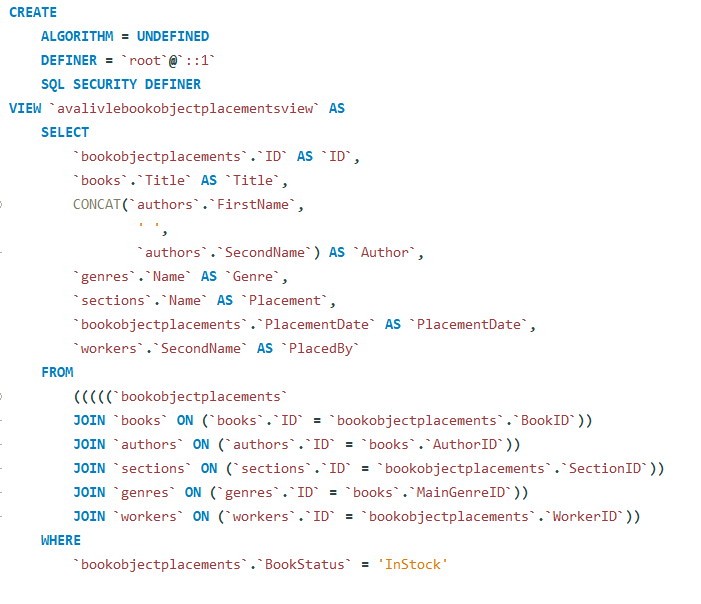 CREATE
ALGORITHM = UNDEFINED
DEFINER = `root`@`::1`
SQL SECURITY DEFINER
VIEW `avalivlebookobjectplacementsview` AS
SELECT
`bookobjectplacements`.`ID` AS `ID`,
`books`.`Title` AS `Title`,
CONCAT(`authors`.`FirstName`,
' ',
`authors`.`SecondName`) AS `Author`,
`genres`.`Name` AS `Genre`,
`sections`.`Name` AS `Placement`,
`bookobjectplacements`.`PlacementDate` AS `PlacementDate`,
`workers`.`SecondName` AS `PlacedBy`
FROM
(((((`bookobjectplacements`
JOIN `books` ON (`books`.`ID` = `bookobjectplacements`.`BookID`))
JOIN `authors` ON (`authors`.`ID` = `books`.`AuthorID`))
JOIN `sections` ON (`sections`.`ID` = `bookobjectplacements`.`SectionID`))
JOIN `genres` ON (`genres`.`ID` = `books`.`MainGenreID`))
JOIN `workers` ON (`workers`.`ID` = `bookobjectplacements`.`WorkerID`))
WHERE
`bookobjectplacements`.`BookStatus` = 'InStock'